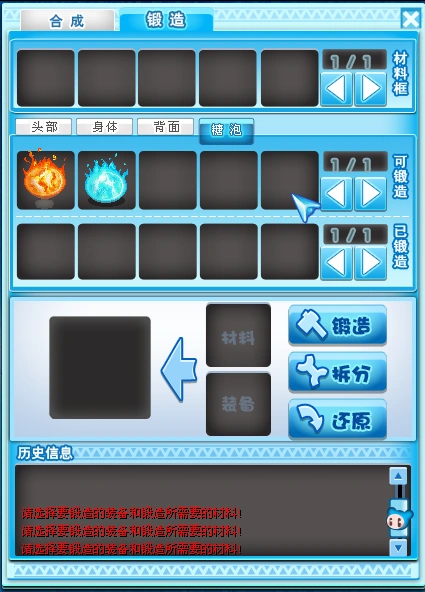 合成 锻造
1/1
材料框
头部 身体 背面 糖泡
1/1
可锻造
1/1
已锻造
材料
锻造
拆分
装备
还原
历史信息
请选择要锻造的装备和锻造所需要的材料!
请选择要锻造的装备和锻造所需要的材料!
请选择要锻造的装备和锻造所需要的材料!